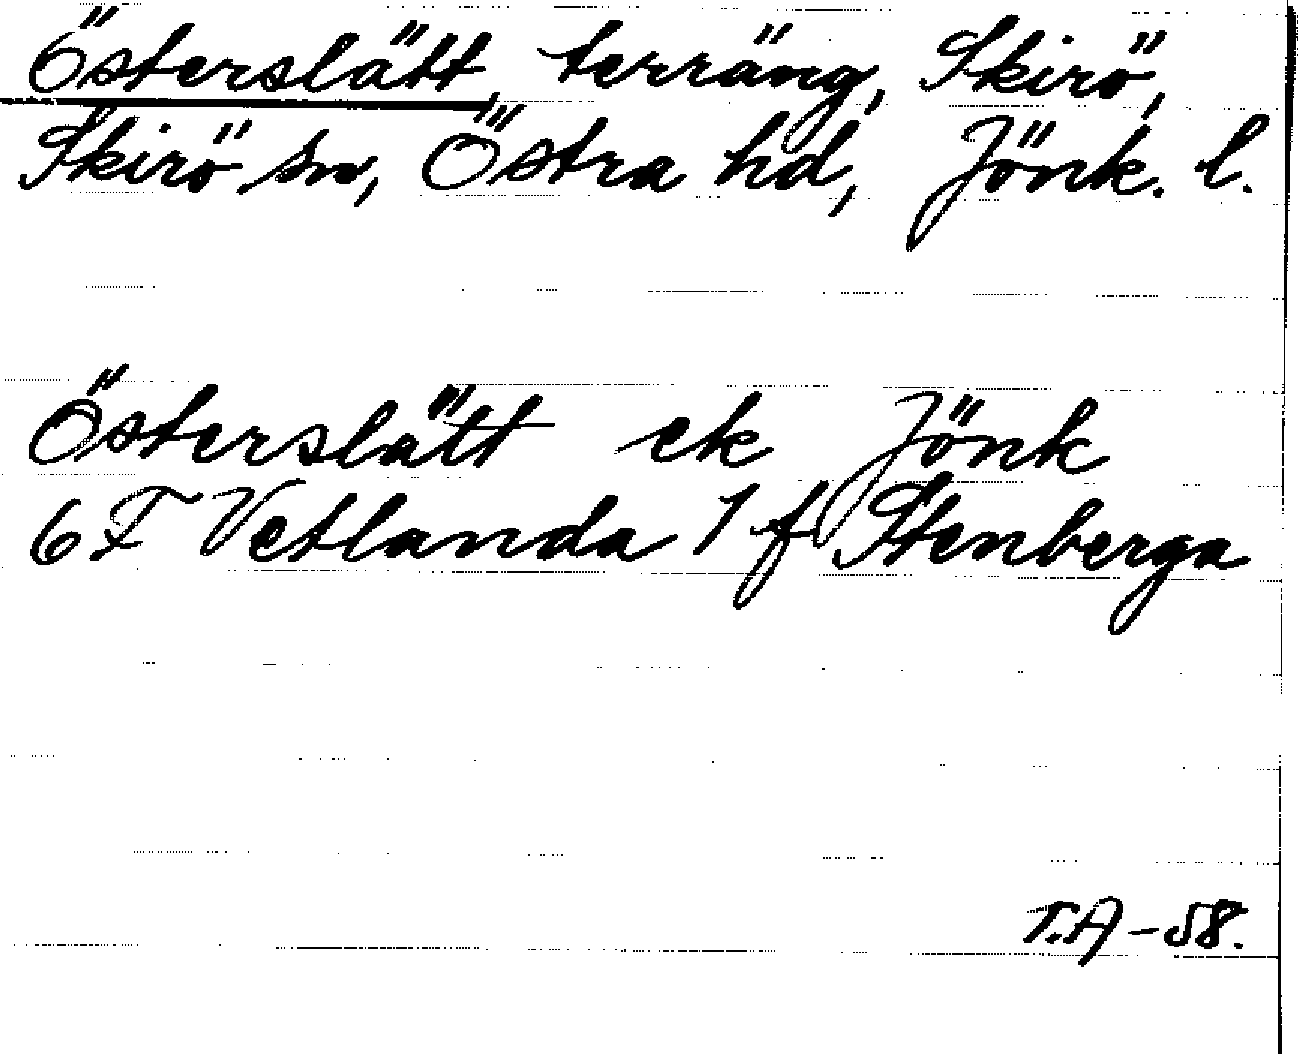 Österslätt, terräng, Skirö,
Skirö sn, Östra hd, Jönk. l.
Österslätt ek Jönk
6 F Vetlanda 1 f Stenberga
T.A -58.